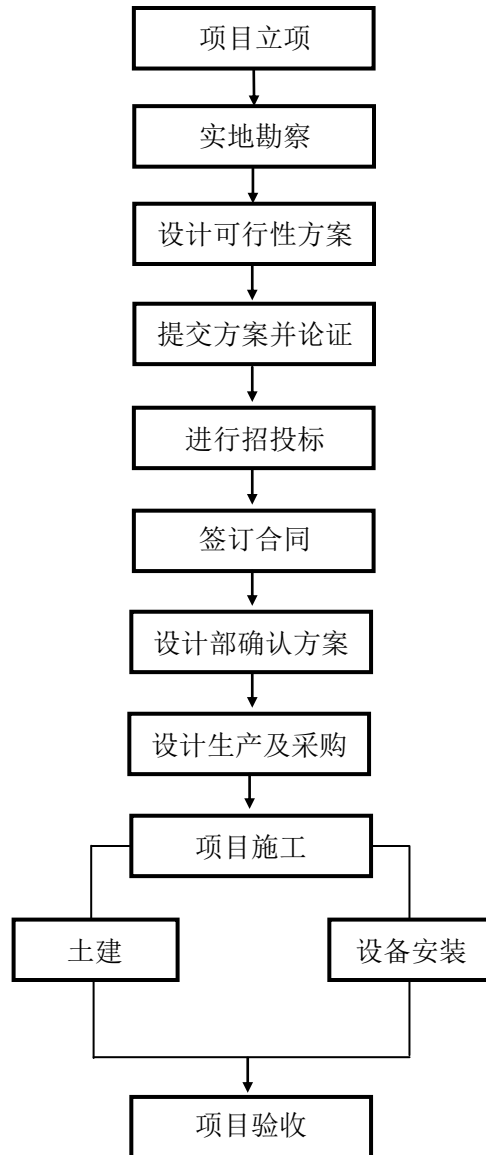 项目立项
实地勘察
设计可行性方案
提交方案并论证
进行招投标
签订合同
设计部确认方案
设计生产及采购
项目施工
土建
设备安装
项目验收